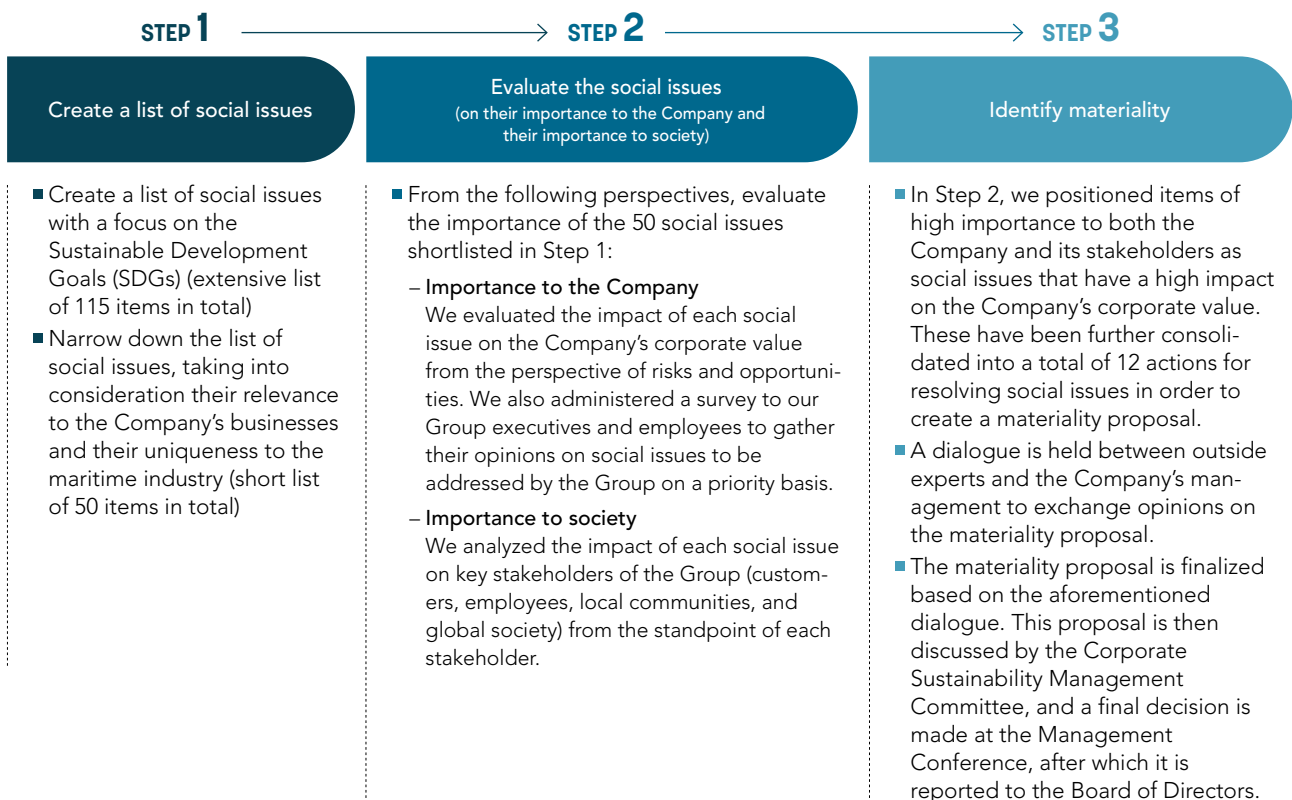 STEP 1
STEP 2
STEP 3
Create a list of social issues
Evaluate the social issues
(on their importance to the Company and
their importance to society)
Identify materiality
■ Create a list of social issues
with a focus on the
Sustainable Development
Goals (SDGs) (extensive list
of 115 items in total)
■ Narrow down the list of
social issues, taking into
consideration their relevance
to the Company’s businesses
and their uniqueness to the
maritime industry (short list
of 50 items in total)
■ From the following perspectives, evaluate
the importance of the 50 social issues
shortlisted in Step 1:
– Importance to the Company
We evaluated the impact of each social
issue on the Company’s corporate value
from the perspective of risks and opportuni-
ties. We also administered a survey to our
Group executives and employees to gather
their opinions on social issues to be
addressed by the Group on a priority basis.
– Importance to society
We analyzed the impact of each social issue
on key stakeholders of the Group (custom-
ers, employees, local communities, and
global society) from the standpoint of each
stakeholder.
■ In Step 2, we positioned items of
high importance to both the
Company and its stakeholders as
social issues that have a high impact
on the Company’s corporate value.
These have been further consoli-
dated into a total of 12 actions for
resolving social issues in order to
create a materiality proposal.
■ A dialogue is held between outside
experts and the Company’s man-
agement to exchange opinions on
the materiality proposal.
■ The materiality proposal is finalized
based on the aforementioned
dialogue. This proposal is then
discussed by the Corporate
Sustainability Management
Committee, and a final decision is
made at the Management
Conference, after which it is
reported to the Board of Directors.